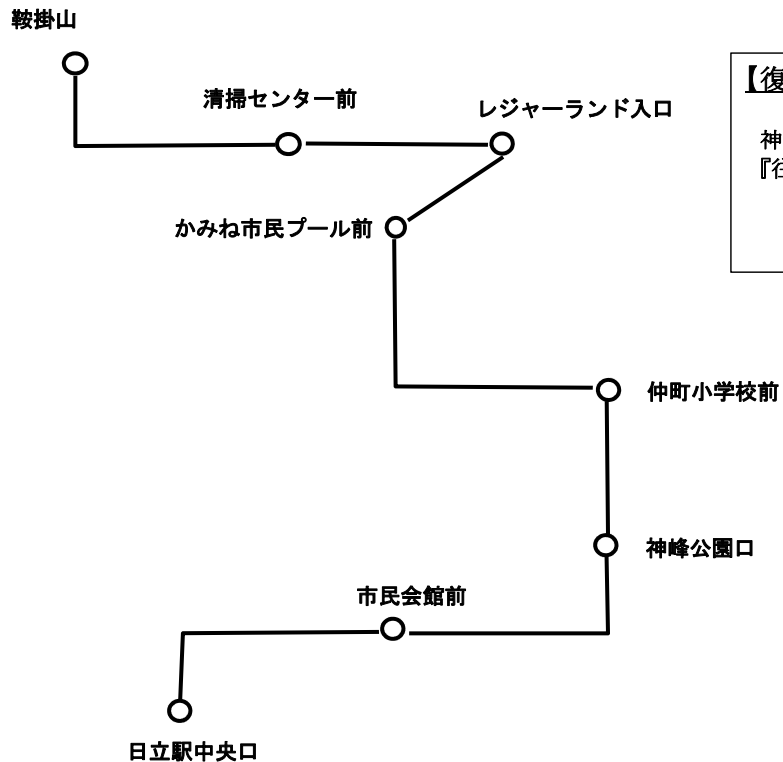 鞍掛山
清掃センター前
レジャーランド入口
【復
神
『往
かみね市民プール前
仲町小学校前
神峰公園口
市民会館前
日立駅中央口